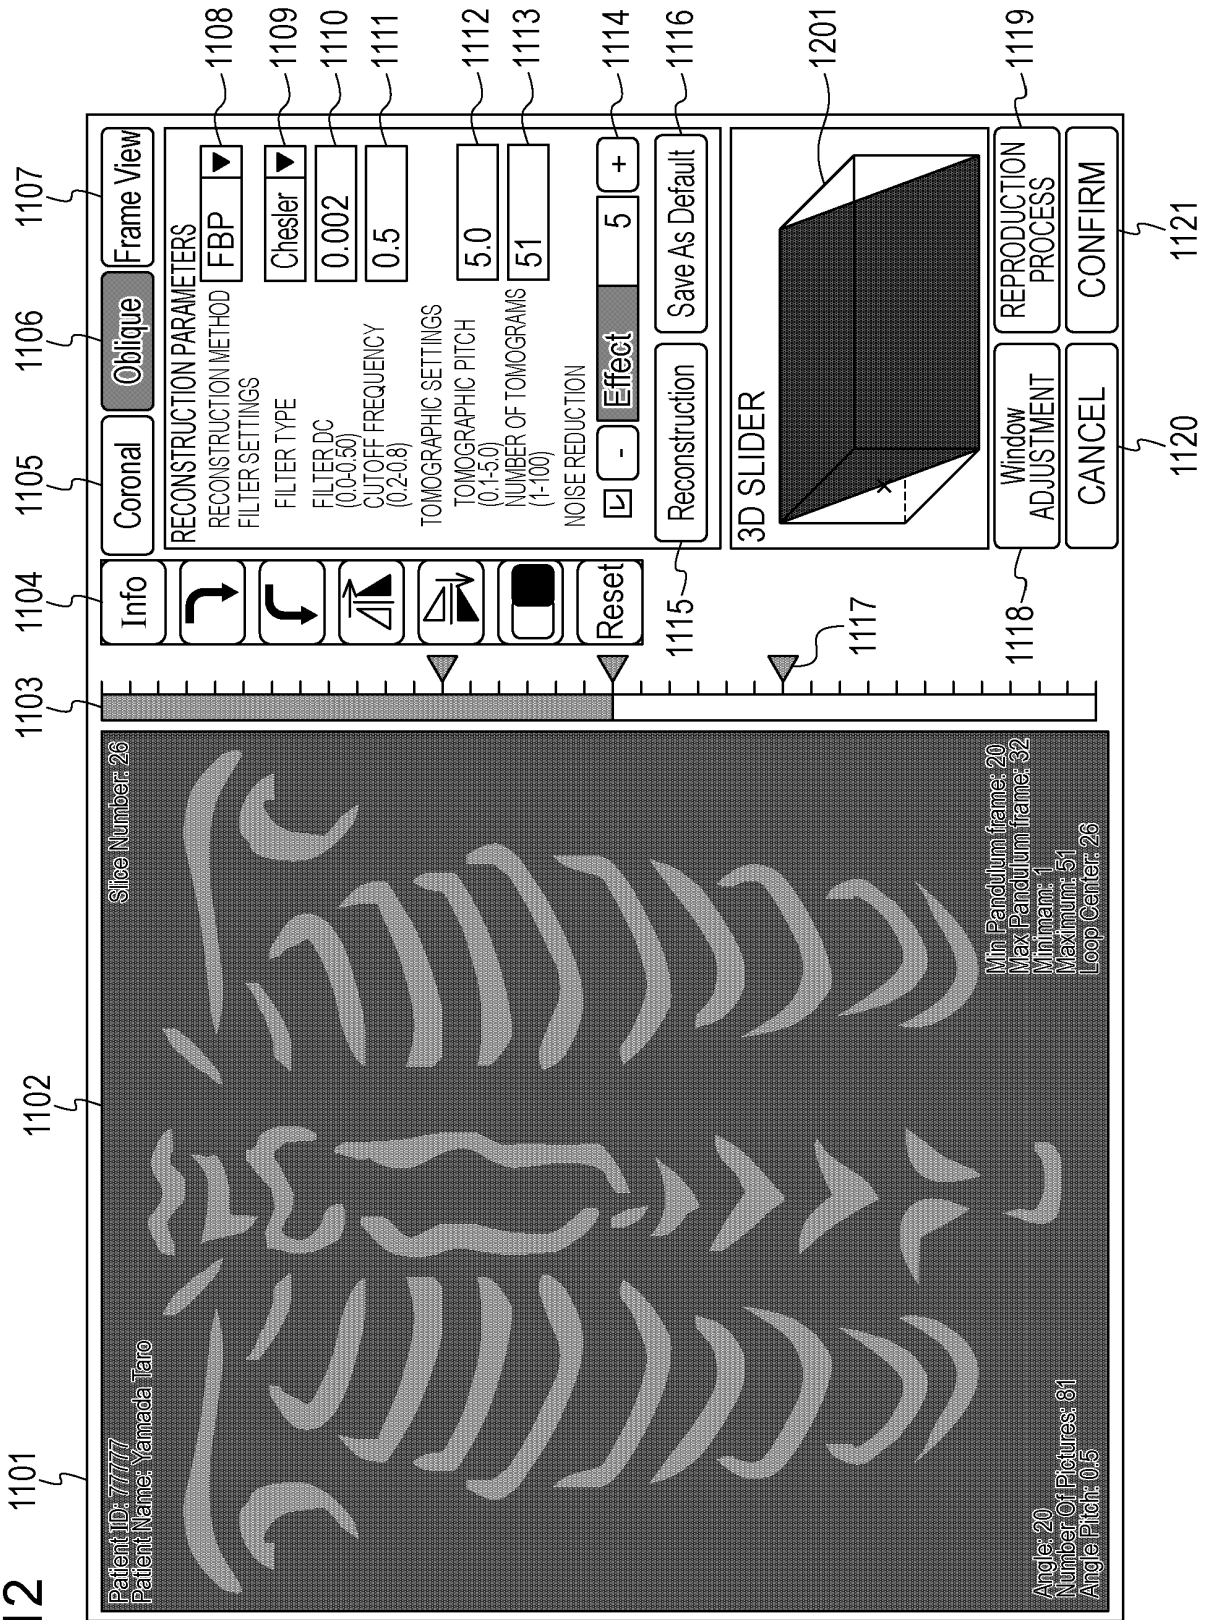 12
1101
1102
1103
1104
1105
1106
1107
Patient ID: 77777
Patient Name: Yamada Taro
Slice Number: 26
Angle: 20
Number Of Pictures: 81
Angle Pitch: 0.5
Min Pandulum frame: 20
Max Pandulum frame: 32
Minimam: 1
Maximum: 51
Loop Center: 26
Info
Reset
Coronal
Oblique
Frame View
RECONSTRUCTION PARAMETERS
RECONSTRUCTION METHOD
FBP
1108
FILTER SETTINGS
FILTER TYPE
Chesler
1109
FILTER DC
(0.0-0.50)
0.002
1110
CUTOFF FREQUENCY
(0.2-0.8)
0.5
1111
TOMOGRAPHIC SETTINGS
TOMOGRAPHIC PITCH
(0.1-5.0)
5.0
1112
NUMBER OF TOMOGRAMS
(1-100)
51
1113
NOISE REDUCTION
-
Effect
5
+
1114
Reconstruction
Save As Default
1115
1116
1117
3D SLIDER
1201
Window
ADJUSTMENT
REPRODUCTION
PROCESS
1118
1119
CANCEL
CONFIRM
1120
1121